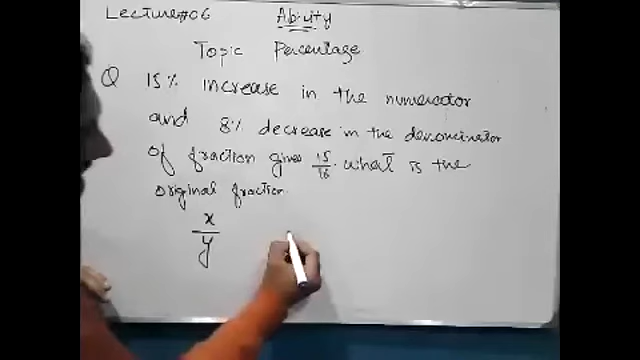 Lecture#06 Ability
Topic Percentage
Q 15% increase in the numerator
and 8% decrease in the denominator
of fraction gives 15/16. what is the
original fraction.
x/y